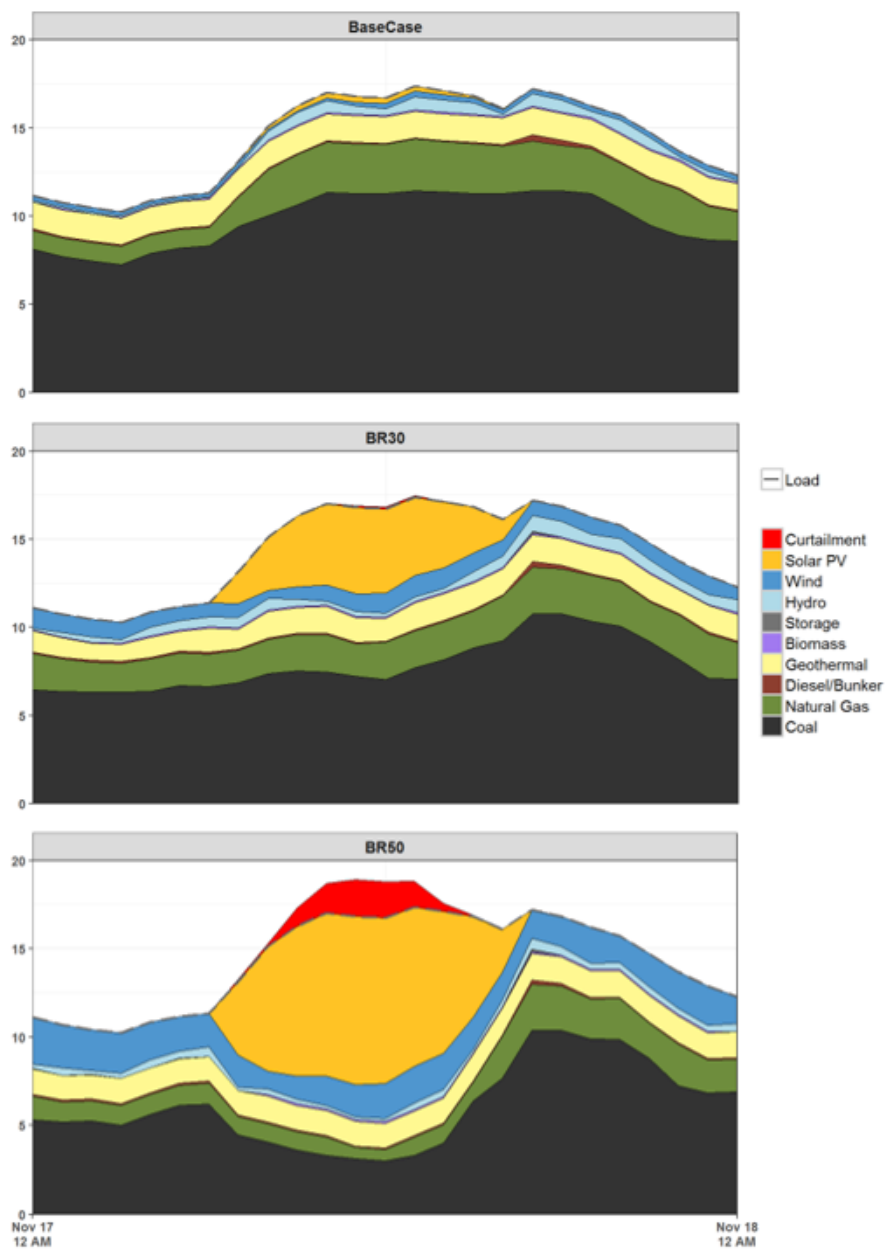 BaseCase
20
15
10
5
0
BR30
20
15
10
5
0
Load
Curtailment
Solar PV
Wind
Hydro
Storage
Biomass
Geothermal
Diesel/Bunker
Natural Gas
Coal
BR50
20
15
10
5
0
Nov 17
12 AM
Nov 18
12 AM